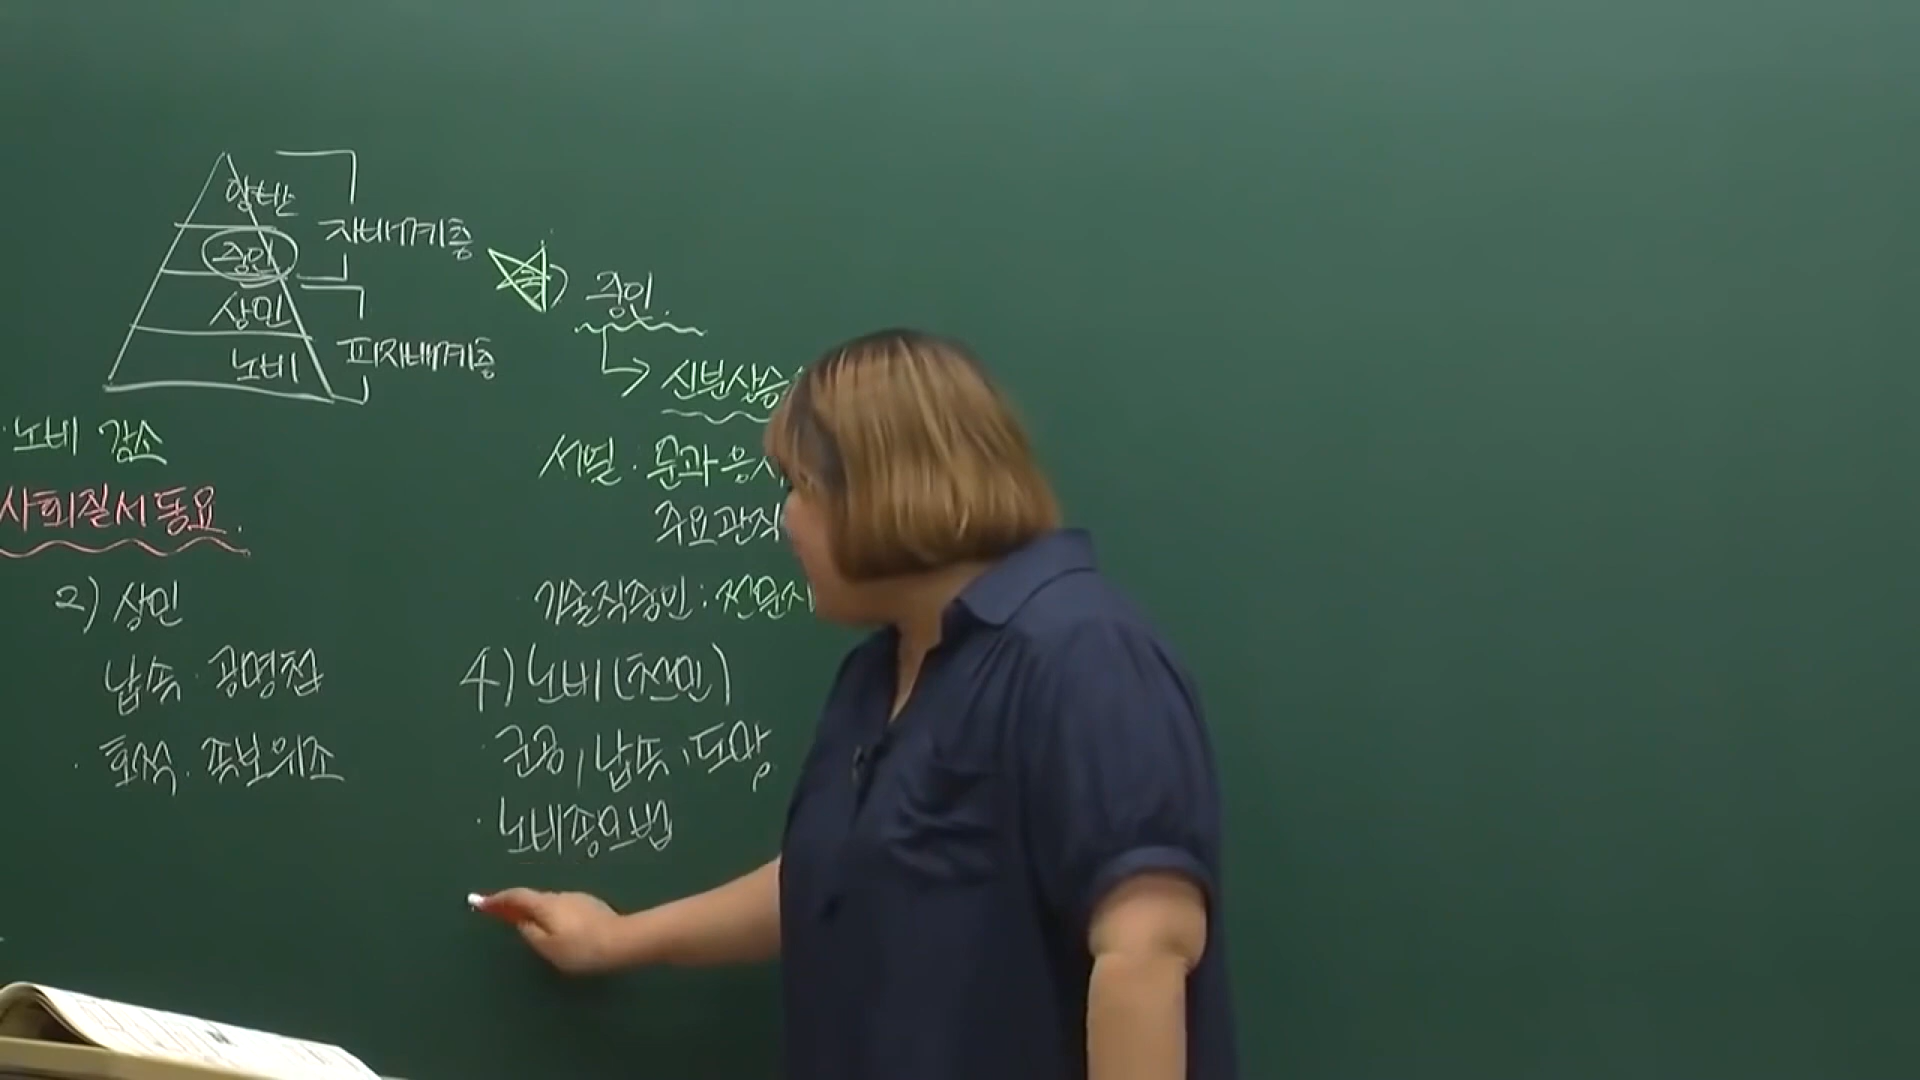 양반
중인
상민
노비
지배계층
피지배계층
노비 감소
사회질서동요.
2) 상민
납속·공명첩
· 호적·족보위조
중인
신분상승
서얼: 문과응시
주요관직
기술직중인: 전문지
4) 노비(천민)
· 군공, 납속, 도망
· 노비종모법